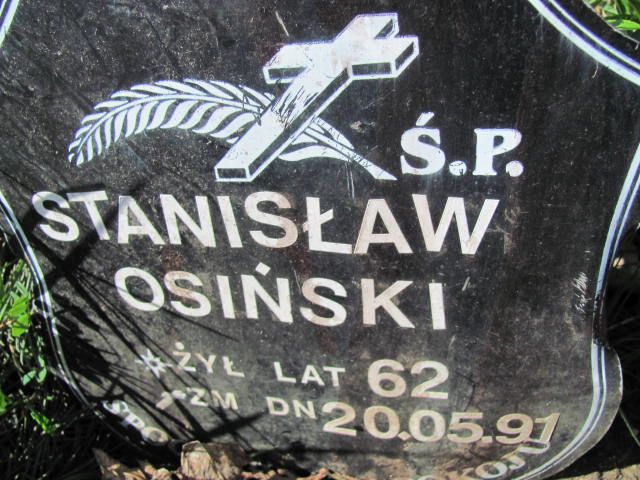 Ś.P.
STANISŁAW
OSIŃSKI
ŻYŁ LAT 62
ZM DN 20.05.91